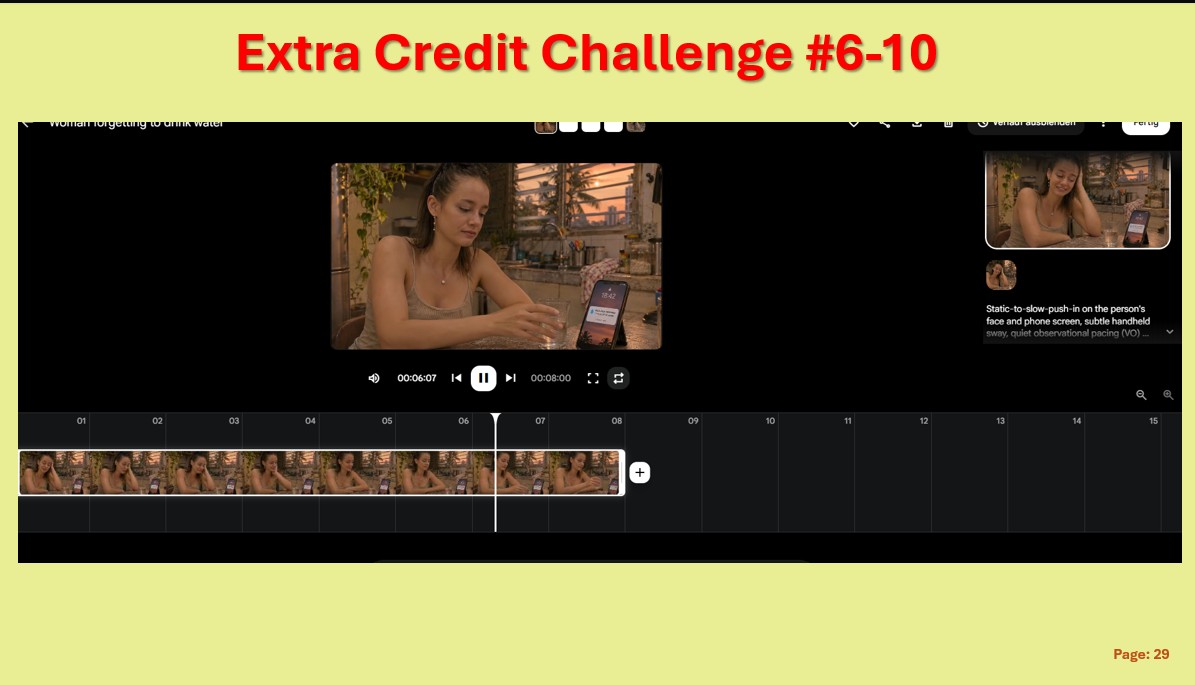 Extra Credit Challenge #6-10
Woman forgetting to drink water
Verlauf ausblenden
Fertig
18:42
Static-to-slow-push-in on the person's
face and phone screen, subtle handheld
sway, quiet observational pacing (VO) ...
00:06:07
00:08:00
01 02 03 04 05 06 07 08 09 10 11 12 13 14 15
Page: 29